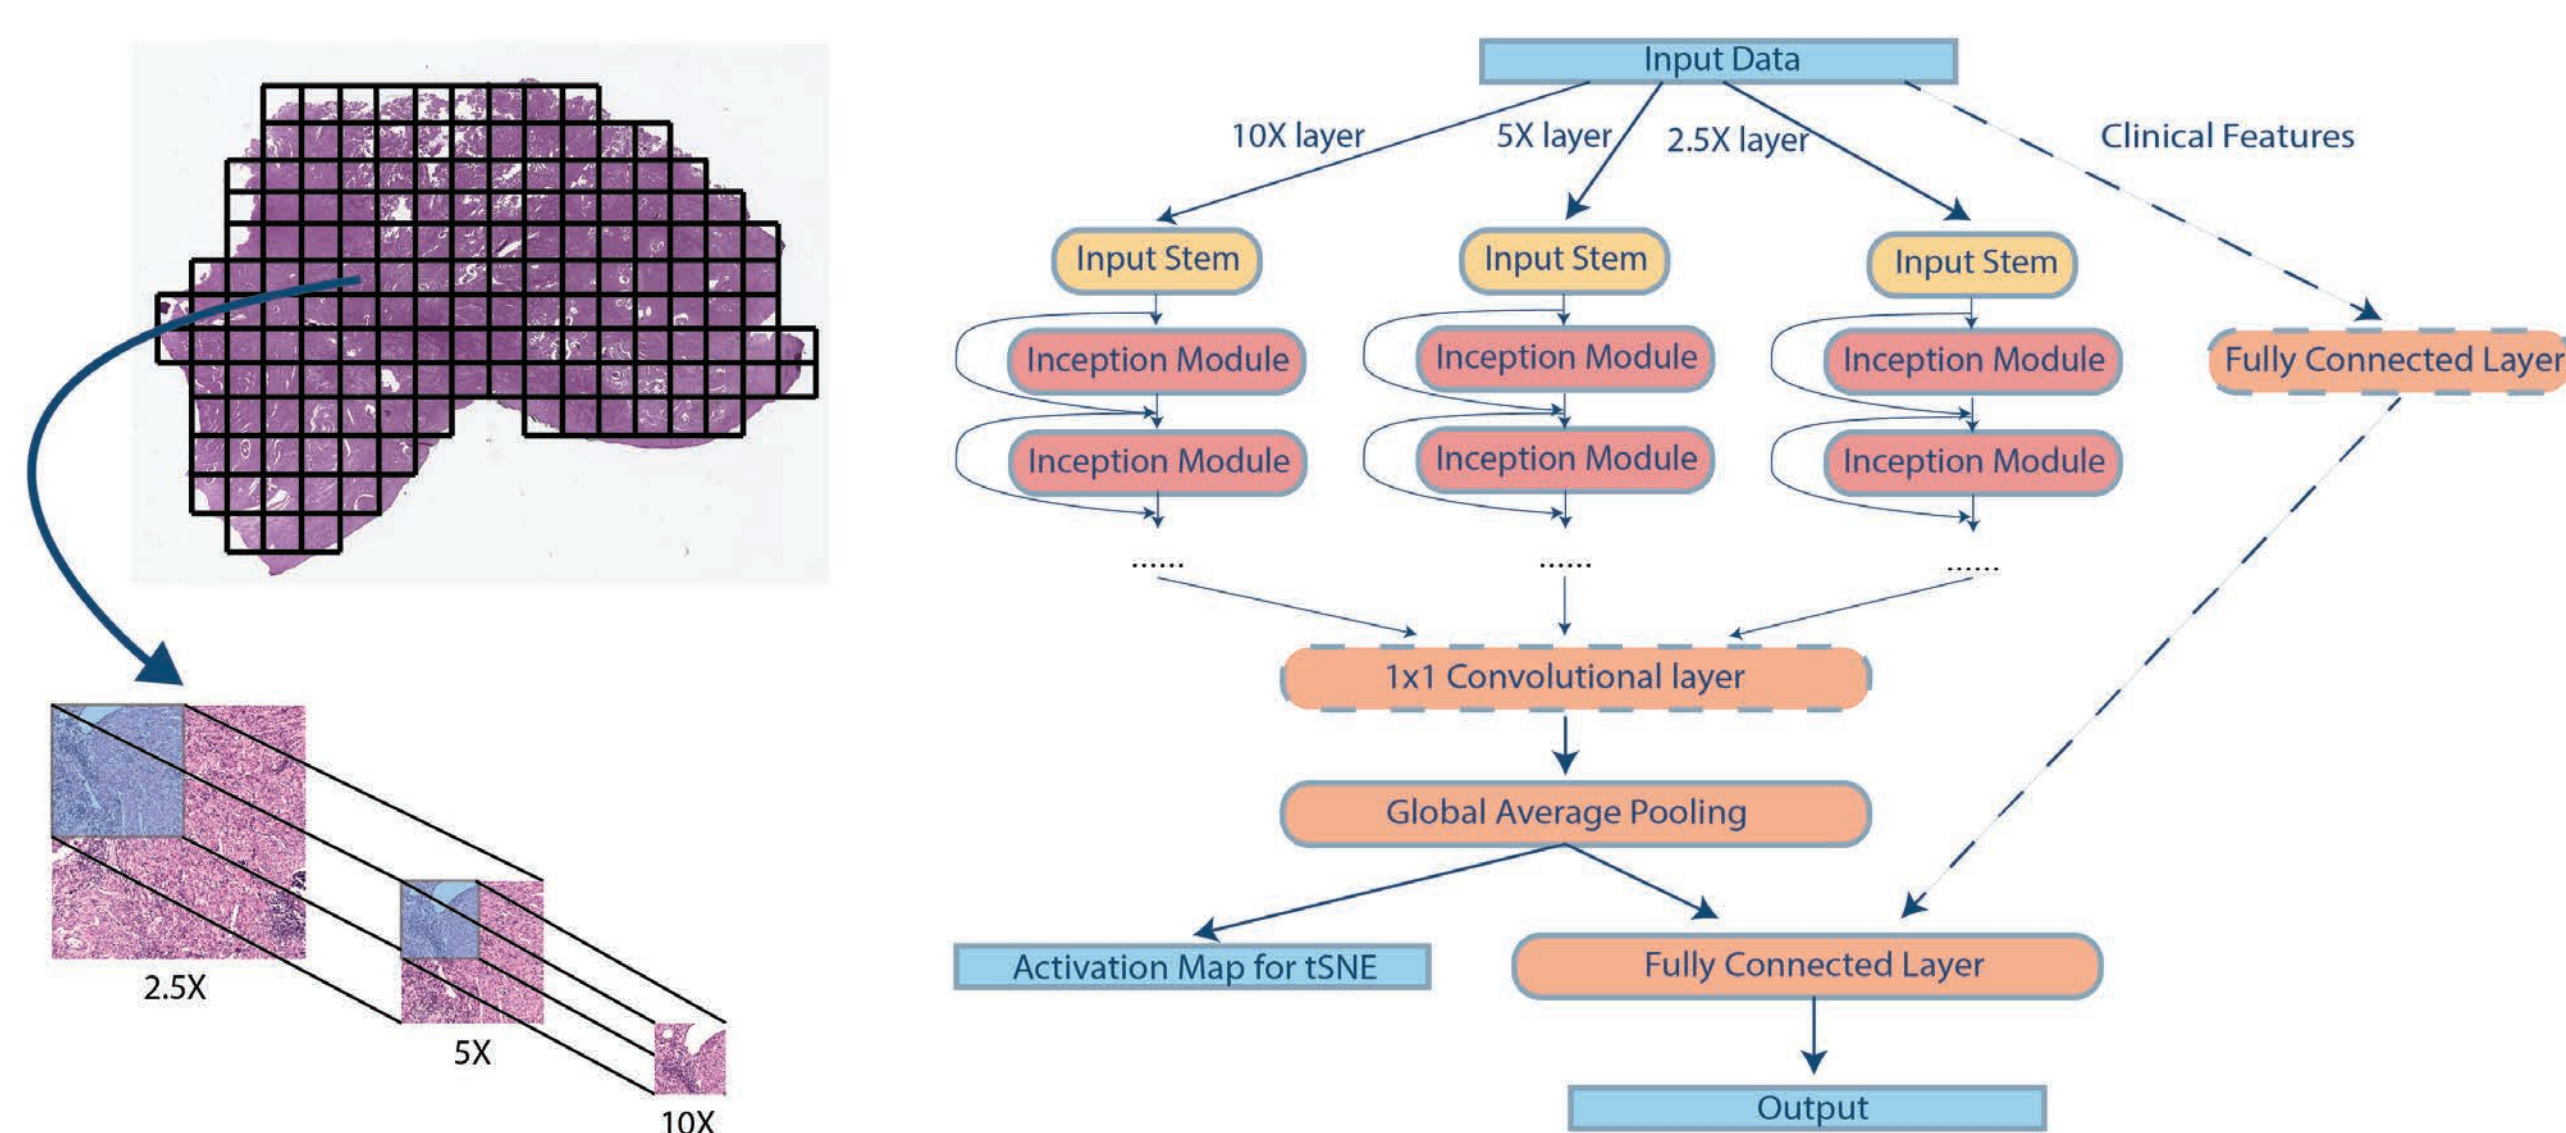 2.5X
5X
10X
Input Data
10X layer
5X layer
2.5X layer
Clinical Features
Input Stem
Input Stem
Input Stem
Inception Module
Inception Module
Inception Module
Fully Connected Layer
Inception Module
Inception Module
Inception Module
......
......
......
1x1 Convolutional layer
Global Average Pooling
Activation Map for tSNE
Fully Connected Layer
Output